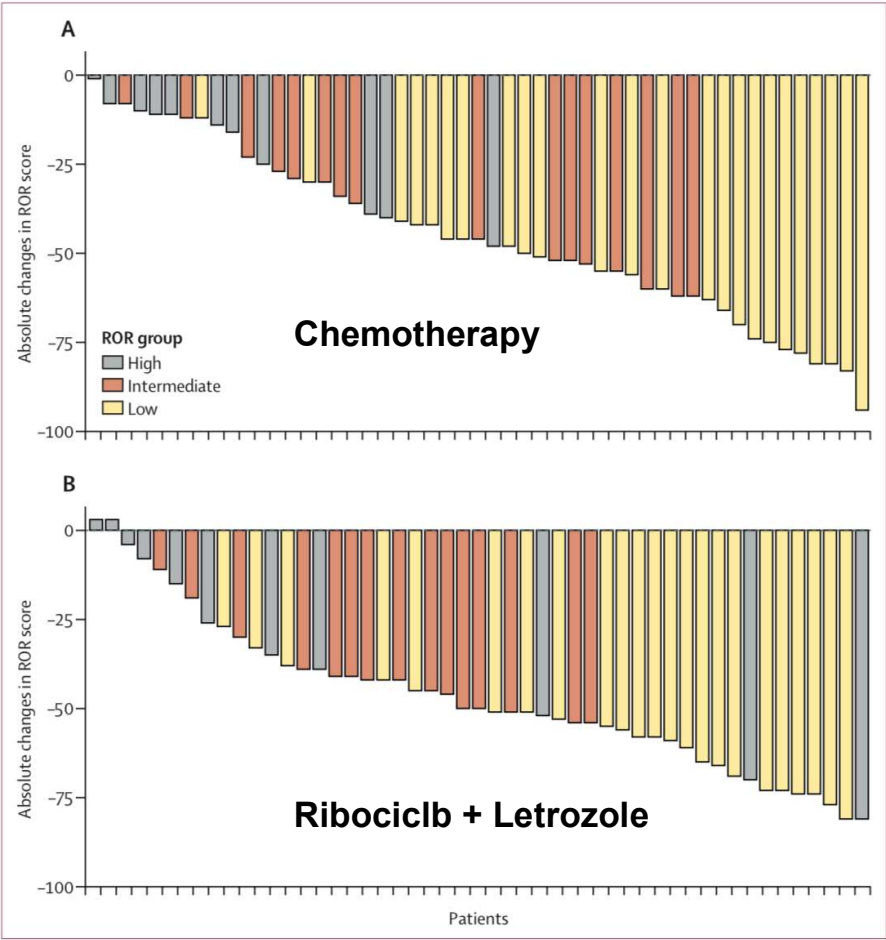 A
0
−25
−50
−75
−100
Absolute changes in ROR score
ROR group
High
Intermediate
Low
Chemotherapy
B
0
−25
−50
−75
−100
Absolute changes in ROR score
Ribociclb + Letrozole
Patients